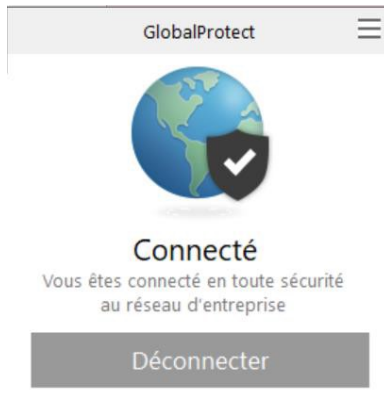 GlobalProtect
Connecté
Vous êtes connecté en toute sécurité
au réseau d'entreprise
Déconnecter